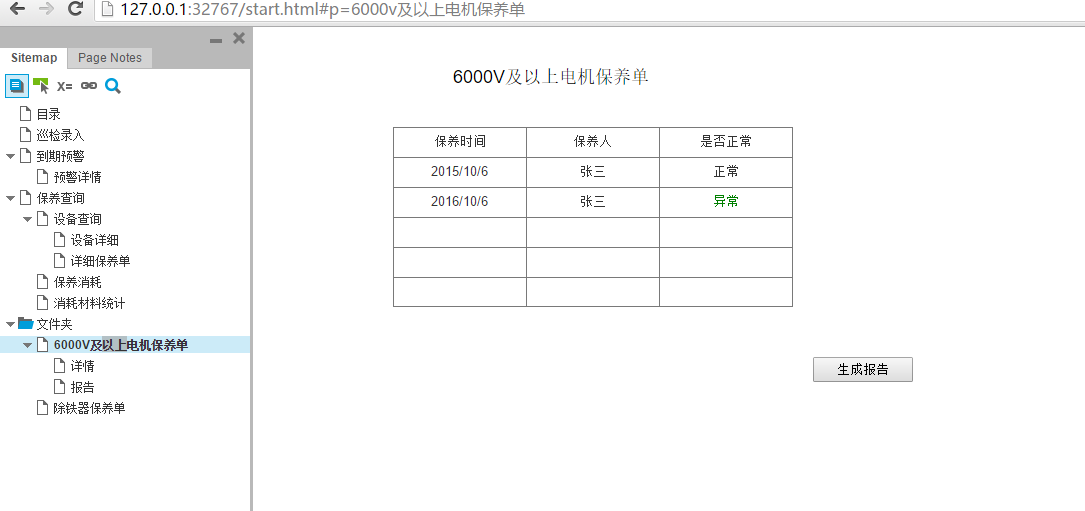 127.0.0.1:32767/start.html#p=6000v及以上电机保养单
Sitemap Page Notes
X=
目录
巡检录入
到期预警
预警详情
保养查询
设备查询
设备详细
详细保养单
保养消耗
消耗材料统计
文件夹
6000V及以上电机保养单
详情
报告
除铁器保养单
6000V及以上电机保养单
保养时间 保养人 是否正常
2015/10/6 张三 正常
2016/10/6 张三 异常
生成报告